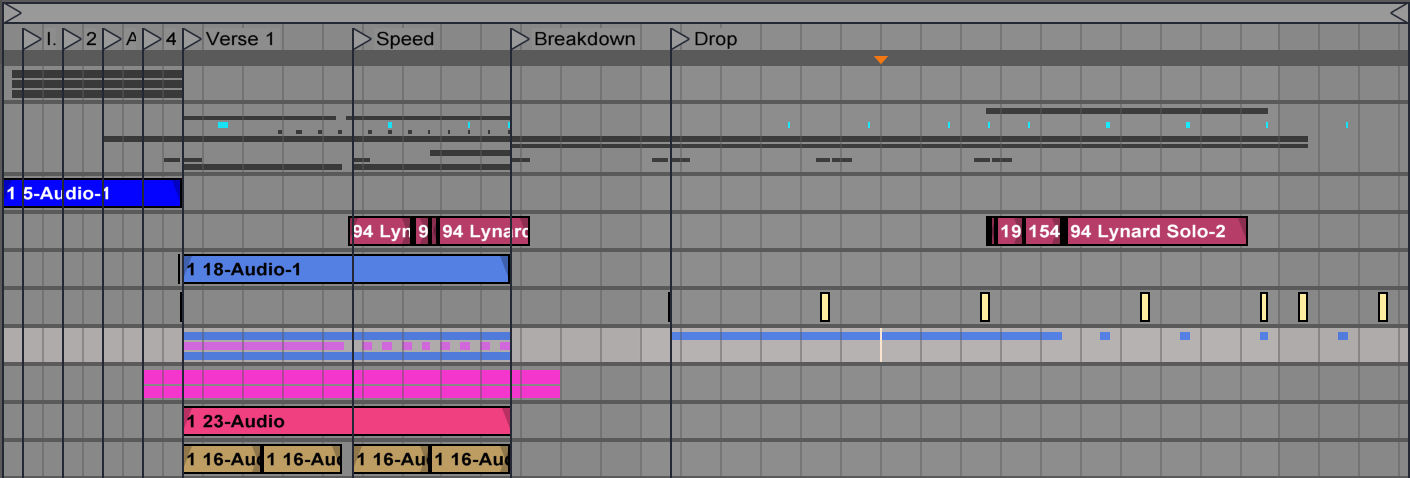 I. 2 A 4 Verse 1 Speed Breakdown Drop
1 5-Audio-1
94 Lyn 9 94 Lynard 19 154 94 Lynard Solo-2
1 18-Audio-1
1 23-Audio
1 16-Au 1 16-Au 1 16-Au 1 16-Au